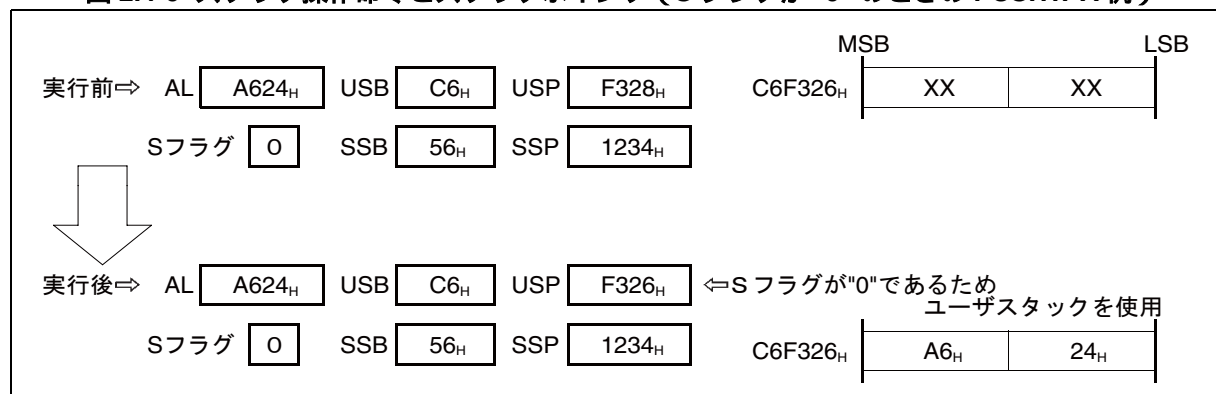 MSB LSB
実行前⇨ AL A624H USB C6H USP F328H C6F326H XX XX
Sフラグ 0 SSB 56H SSP 1234H
実行後⇨ AL A624H USB C6H USP F326H ⇦S フラグが"0"であるため
ユーザスタックを使用
Sフラグ 0 SSB 56H SSP 1234H C6F326H A6H 24H